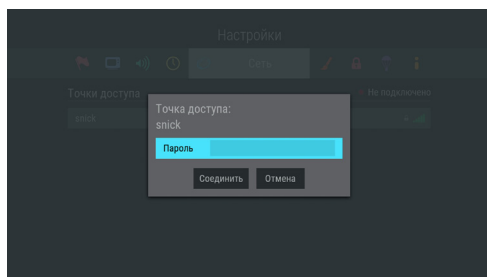 Настройки
Сеть
Точки доступа
Не подключено
snick
Точка доступа:
snick
Пароль
Соединить
Отмена